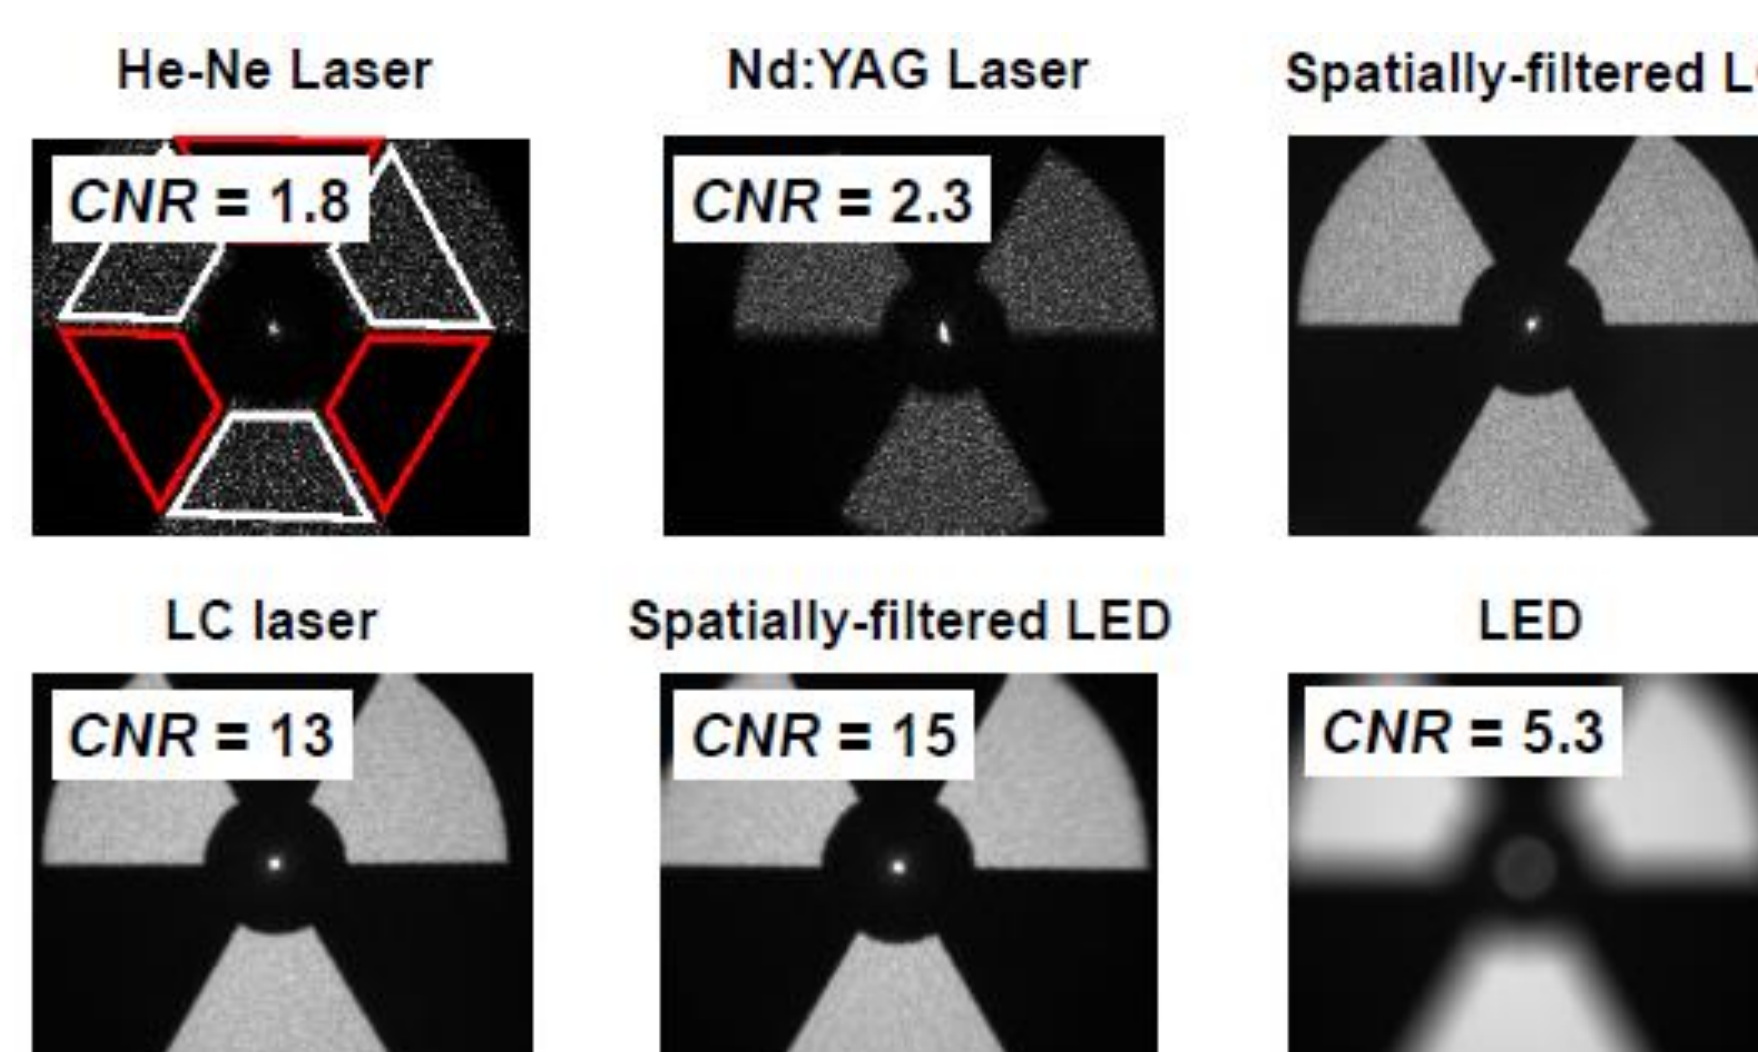 He-Ne Laser
Nd:YAG Laser
Spatially-filtered
CNR = 1.8
CNR = 2.3
LC laser
Spatially-filtered LED
LED
CNR = 13
CNR = 15
CNR = 5.3